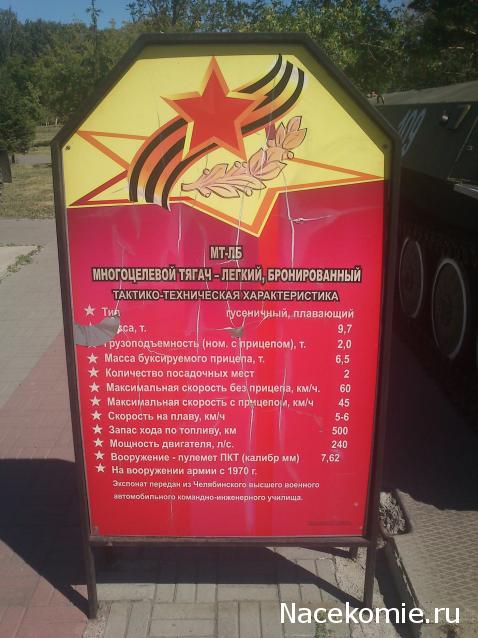 МТ-ЛБ
МНОГОЦЕЛЕВОЙ ТЯГАЧ – ЛЕГКИЙ, БРОНИРОВАННЫЙ
ТАКТИКО-ТЕХНИЧЕСКАЯ ХАРАКТЕРИСТИКА
Тип гусеничный, плавающий
т. 9,7
Грузоподъемность (ном. с прицепом), т. 2,0
Масса буксируемого прицепа, т. 6,5
Количество посадочных мест 2
Максимальная скорость без прицепа, км/ч. 60
Максимальная скорость с прицепом, км/ч 45
Скорость на плаву, км/ч 5-6
Запас хода по топливу, км - 500
Мощность двигателя, л/с. 240
Вооружение - пулемет ПКТ (калибр мм) 7,62
На вооружении армии с 1970 г.
Экспонат передан из Челябинского высшего военного
автомобильного командно-инженерного училища.
Nacekomie.ru